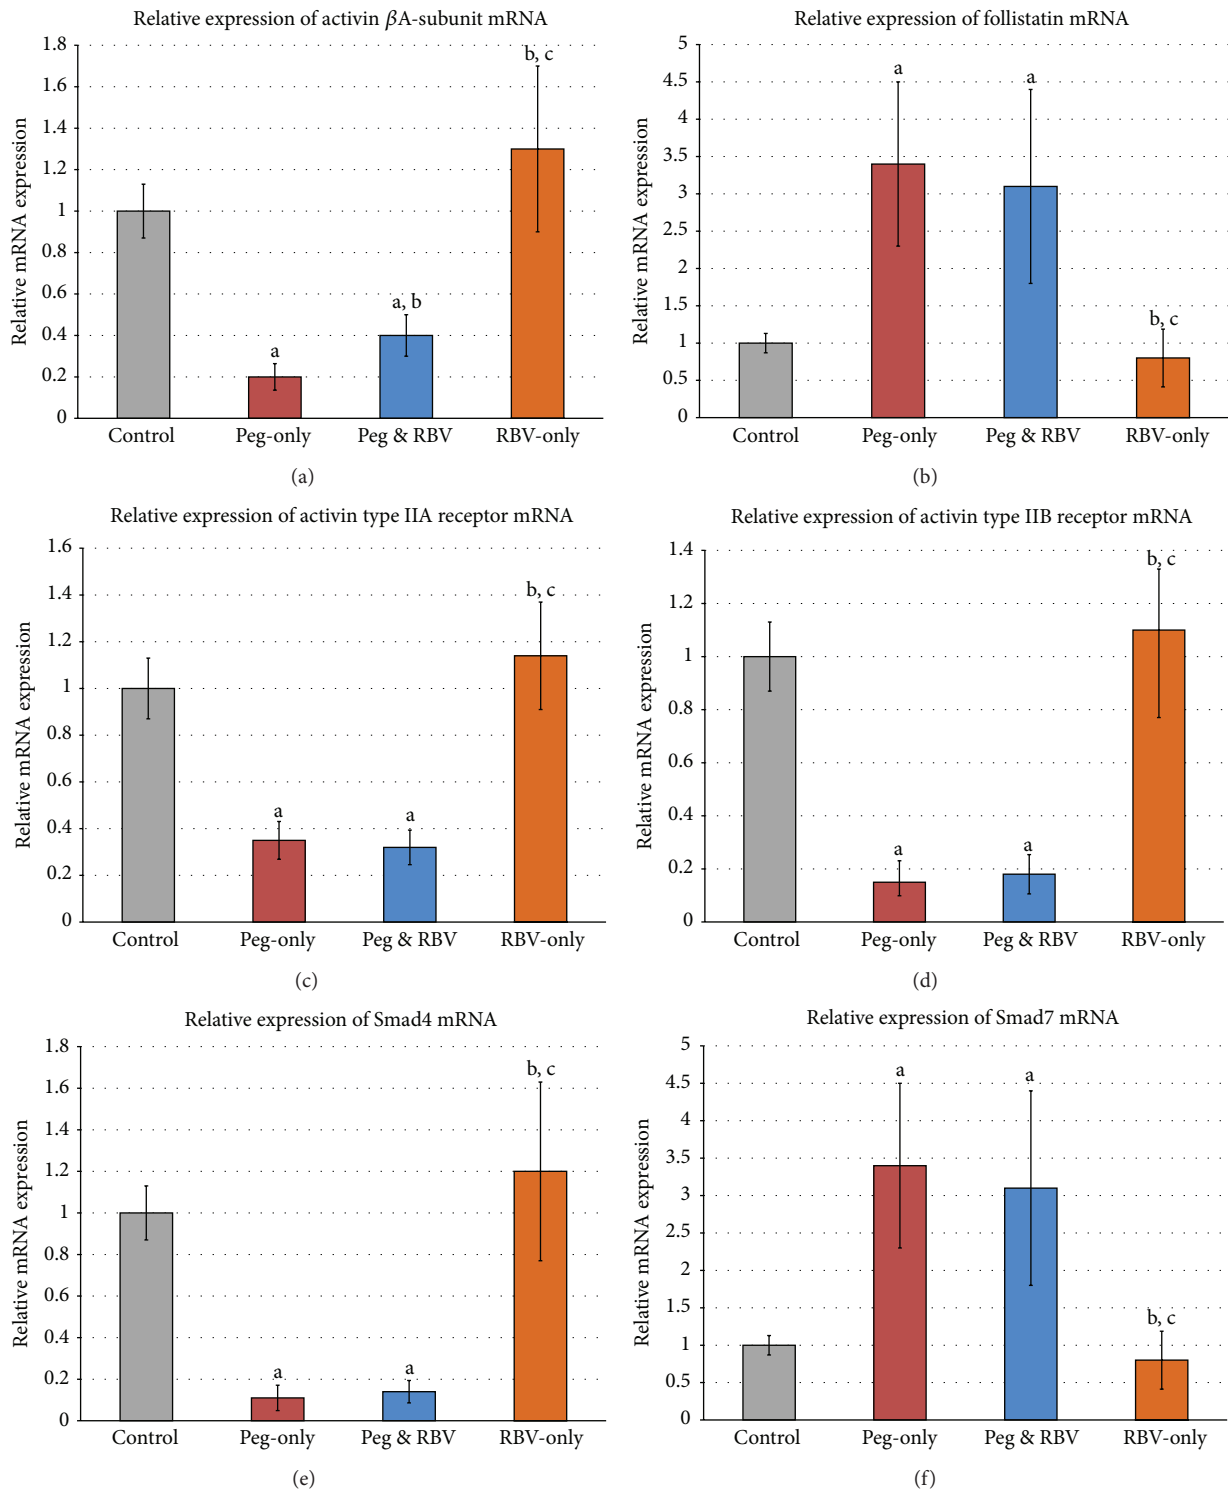 Relative expression of activin βA-subunit mRNA
Relative mRNA expression
1.8
1.6
1.4
1.2
1
0.8
0.6
0.4
0.2
0
a
a, b
b, c
Control Peg-only Peg & RBV RBV-only
(a)
Relative expression of follistatin mRNA
Relative mRNA expression
5
4.5
4
3.5
3
2.5
2
1.5
1
0.5
0
a
a
b, c
Control Peg-only Peg & RBV RBV-only
(b)
Relative expression of activin type IIA receptor mRNA
Relative mRNA expression
1.6
1.4
1.2
1
0.8
0.6
0.4
0.2
0
a
a
b, c
Control Peg-only Peg & RBV RBV-only
(c)
Relative expression of activin type IIB receptor mRNA
Relative mRNA expression
1.4
1.2
1
0.8
0.6
0.4
0.2
0
a
a
b, c
Control Peg-only Peg & RBV RBV-only
(d)
Relative expression of Smad4 mRNA
Relative mRNA expression
1.8
1.6
1.4
1.2
1
0.8
0.6
0.4
0.2
0
a
a
b, c
Control Peg-only Peg & RBV RBV-only
(e)
Relative expression of Smad7 mRNA
Relative mRNA expression
5
4.5
4
3.5
3
2.5
2
1.5
1
0.5
0
a
a
b, c
Control Peg-only Peg & RBV RBV-only
(f)